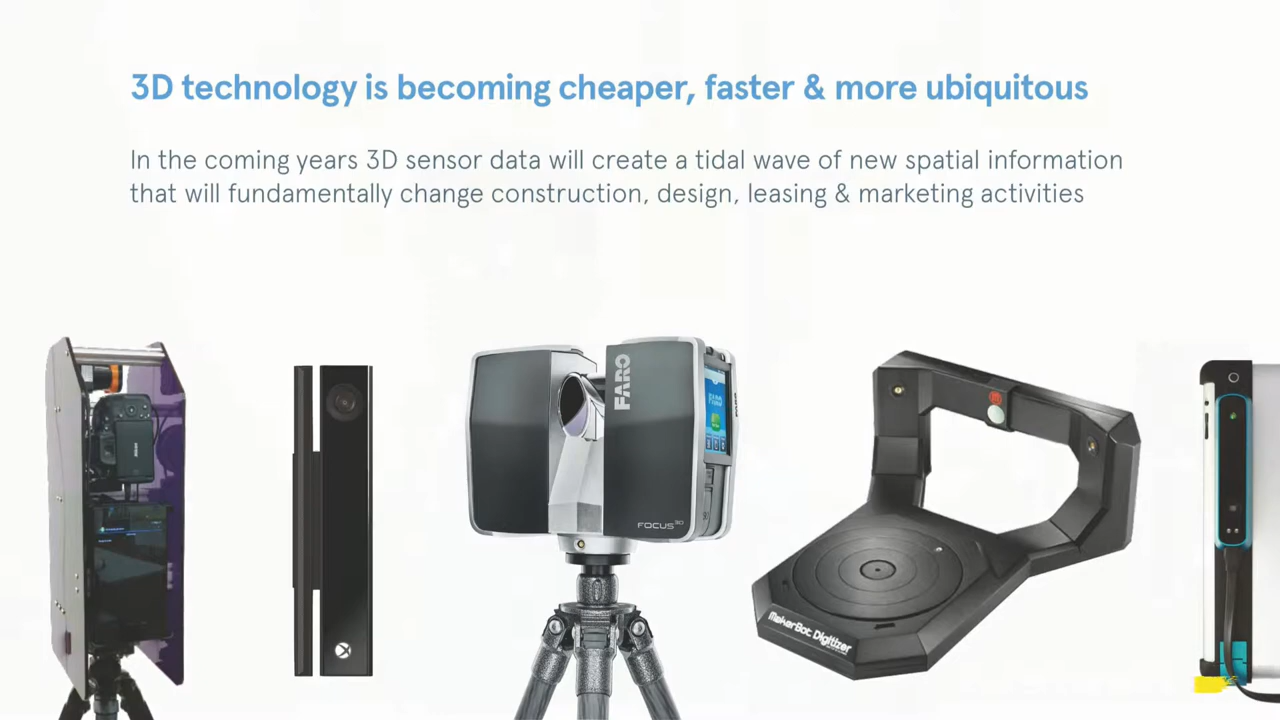 3D technology is becoming cheaper, faster & more ubiquitous
In the coming years 3D sensor data will create a tidal wave of new spatial information
that will fundamentally change construction, design, leasing & marketing activities
FARO
FARO
FOCUS3D
MakerBot Digitizer